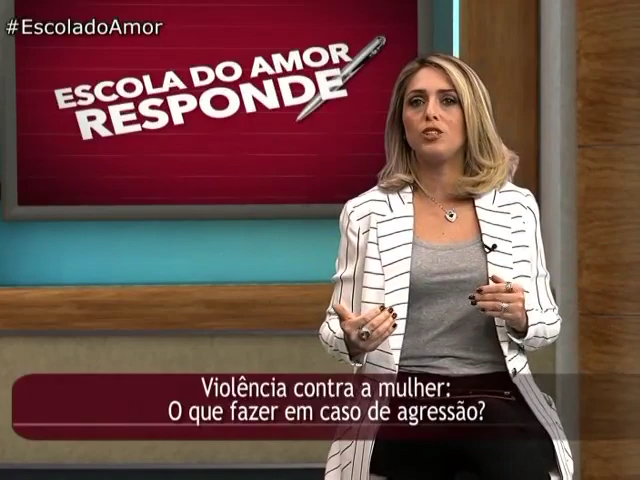 #EscoladoAmor
ESCOLA DO AMOR
RESPONDE
Violência contra a mulher:
O que fazer em caso de agressão?